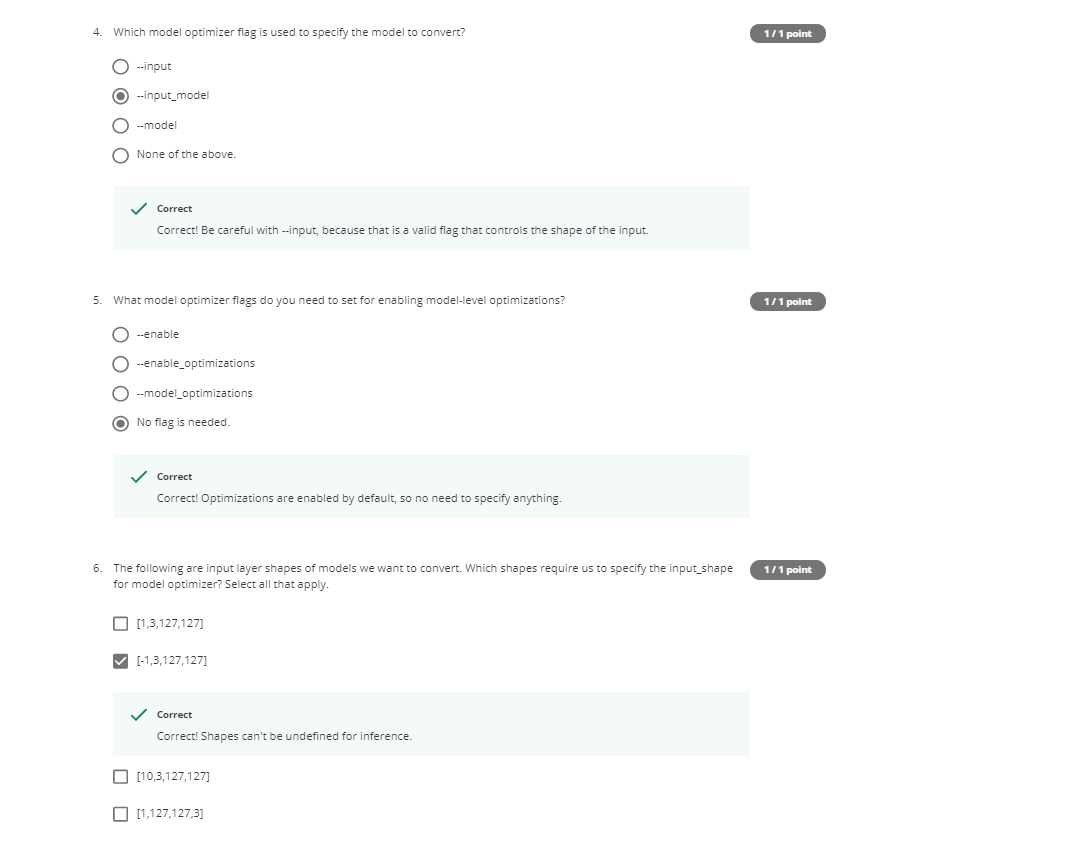 4. Which model optimizer flag is used to specify the model to convert?
1 / 1 point
--input
--input_model
--model
None of the above.
Correct
Correct! Be careful with --input, because that is a valid flag that controls the shape of the input.
5. What model optimizer flags do you need to set for enabling model-level optimizations?
1 / 1 point
--enable
--enable_optimizations
--model_optimizations
No flag is needed.
Correct
Correct! Optimizations are enabled by default, so no need to specify anything.
6. The following are input layer shapes of models we want to convert. Which shapes require us to specify the input_shape
for model optimizer? Select all that apply.
1 / 1 point
[1,3,127,127]
[-1,3,127,127]
Correct
Correct! Shapes can't be undefined for inference.
[10,3,127,127]
[1,127,127,3]